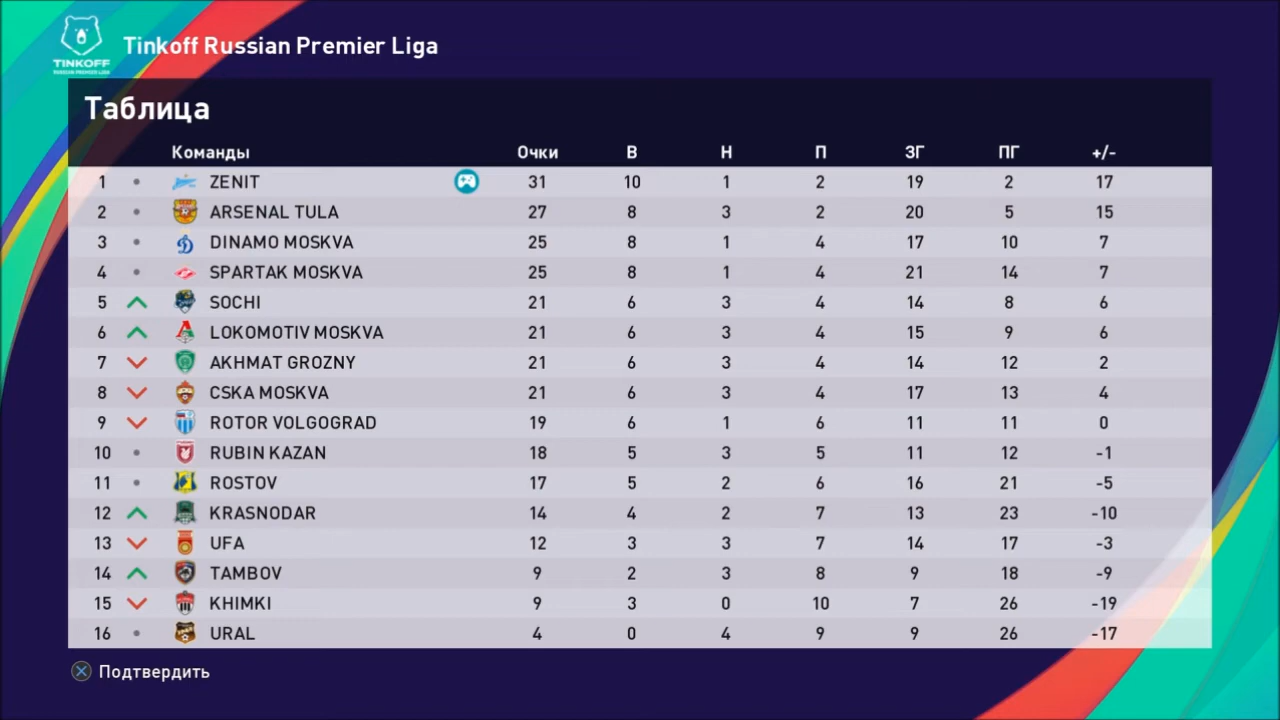 TINKOFF
RUSSIAN PREMIER LIGA
Tinkoff Russian Premier Liga
Таблица
Команды Очки В Н П ЗГ ПГ +/-
1 ZENIT 31 10 1 2 19 2 17
2 ARSENAL TULA 27 8 3 2 20 5 15
3 DINAMO MOSKVA 25 8 1 4 17 10 7
4 SPARTAK MOSKVA 25 8 1 4 21 14 7
5 SOCHI 21 6 3 4 14 8 6
6 LOKOMOTIV MOSKVA 21 6 3 4 15 9 6
7 AKHMAT GROZNY 21 6 3 4 14 12 2
8 CSKA MOSKVA 21 6 3 4 17 13 4
9 ROTOR VOLGOGRAD 19 6 1 6 11 11 0
10 RUBIN KAZAN 18 5 3 5 11 12 -1
11 ROSTOV 17 5 2 6 16 21 -5
12 KRASNODAR 14 4 2 7 13 23 -10
13 UFA 12 3 3 7 14 17 -3
14 TAMBOV 9 2 3 8 9 18 -9
15 KHIMKI 9 3 0 10 7 26 -19
16 URAL 4 0 4 9 9 26 -17
Подтвердить